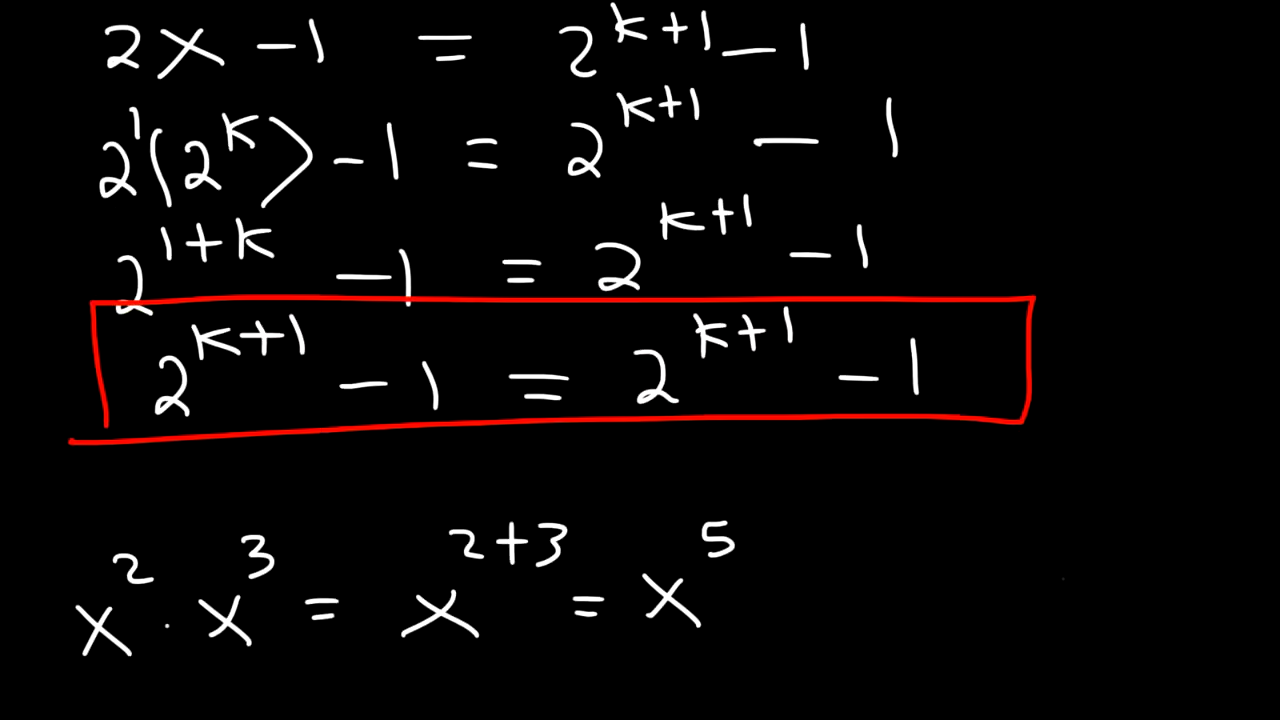 2x - 1 = 2^{k+1} - 1
2^1(2^k) - 1 = 2^{k+1} - 1
2^{1+k} - 1 = 2^{k+1} - 1
2^{k+1} - 1 = 2^{k+1} - 1
x^2 · x^3 = x^{2+3} = x^5